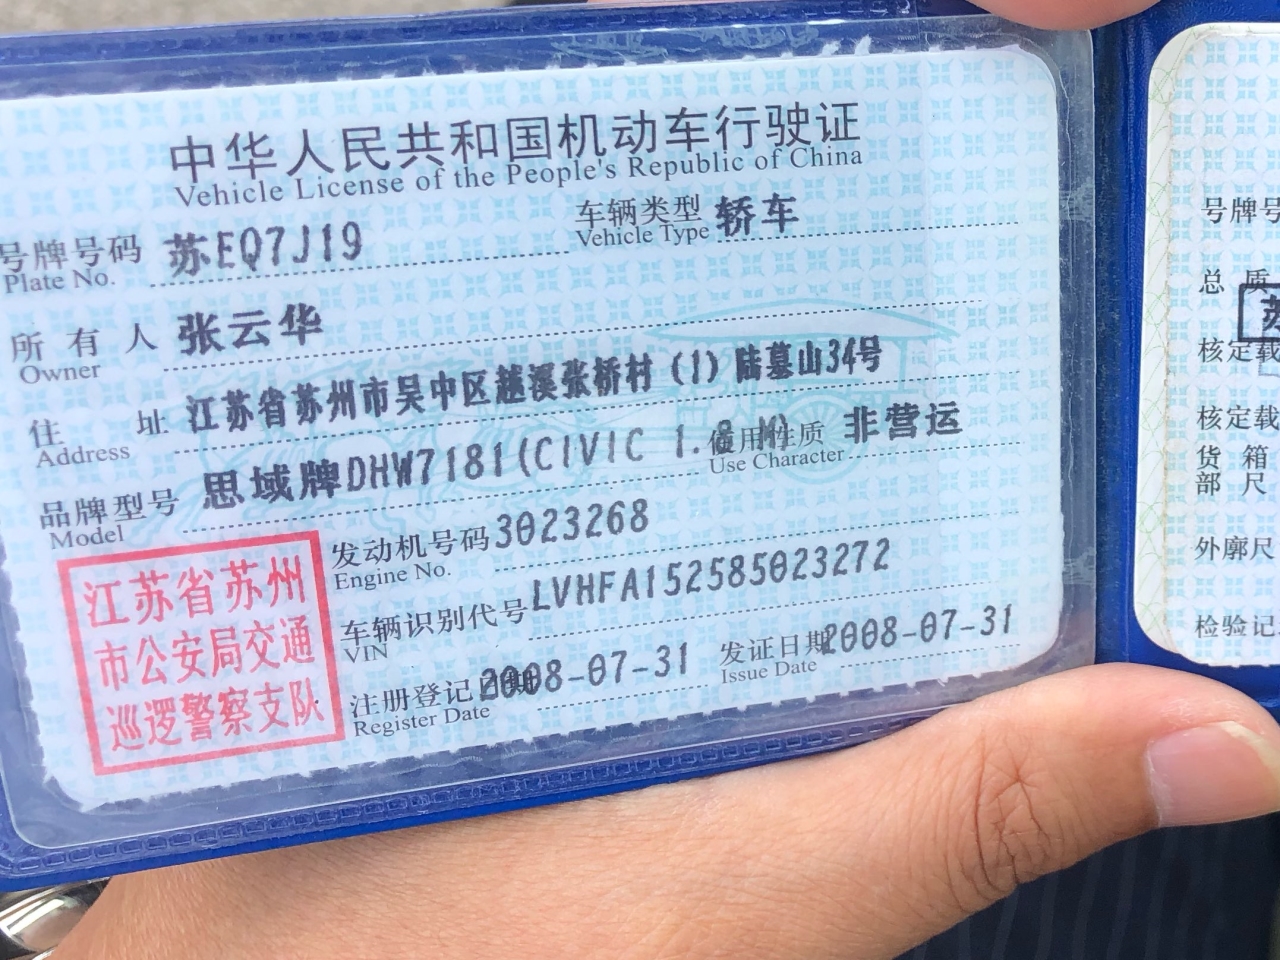 中华人民共和国机动车行驶证
Vehicle License of the People's Republic of China
号牌号码 苏EQ7J19 车辆类型 轿车
Plate No. Vehicle Type
所有人 张云华
Owner
住址 江苏省苏州市吴中区越溪张桥村(1)陆墓山34号
Address
品牌型号 思域牌DHW7181(CIVIC 1.8 M) 使用性质 非营运
Model Use Character
发动机号码 3023268
Engine No.
车辆识别代号 LVHFA152585023272
VIN
注册登记日期 2008-07-31 发证日期 2008-07-31
Register Date Issue Date
江苏省苏州
市公安局交通
巡逻警察支队
号牌号
总质
苏
核定载
核定载
货箱
部尺
外廓尺
检验记